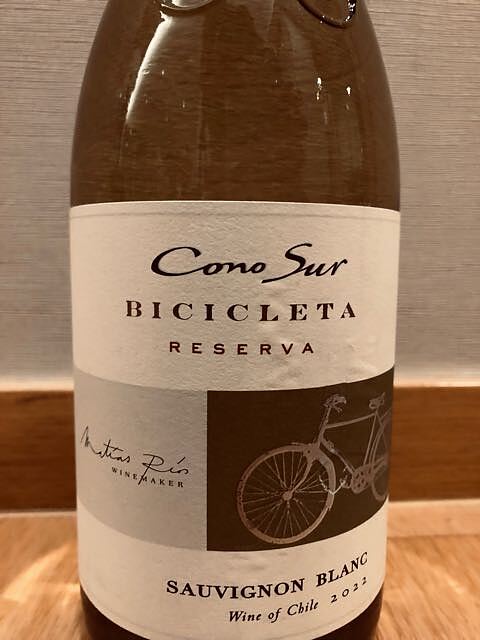 Cono Sur
BICICLETA
RESERVA
Matías Ríos
WINEMAKER
SAUVIGNON BLANC
Wine of Chile 2022